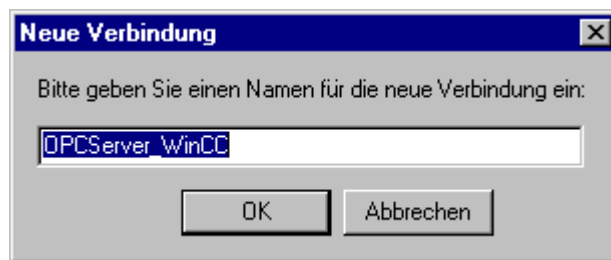 Neue Verbindung
Bitte geben Sie einen Namen für die neue Verbindung ein:
OPCServer_WinCC
OK
Abbrechen